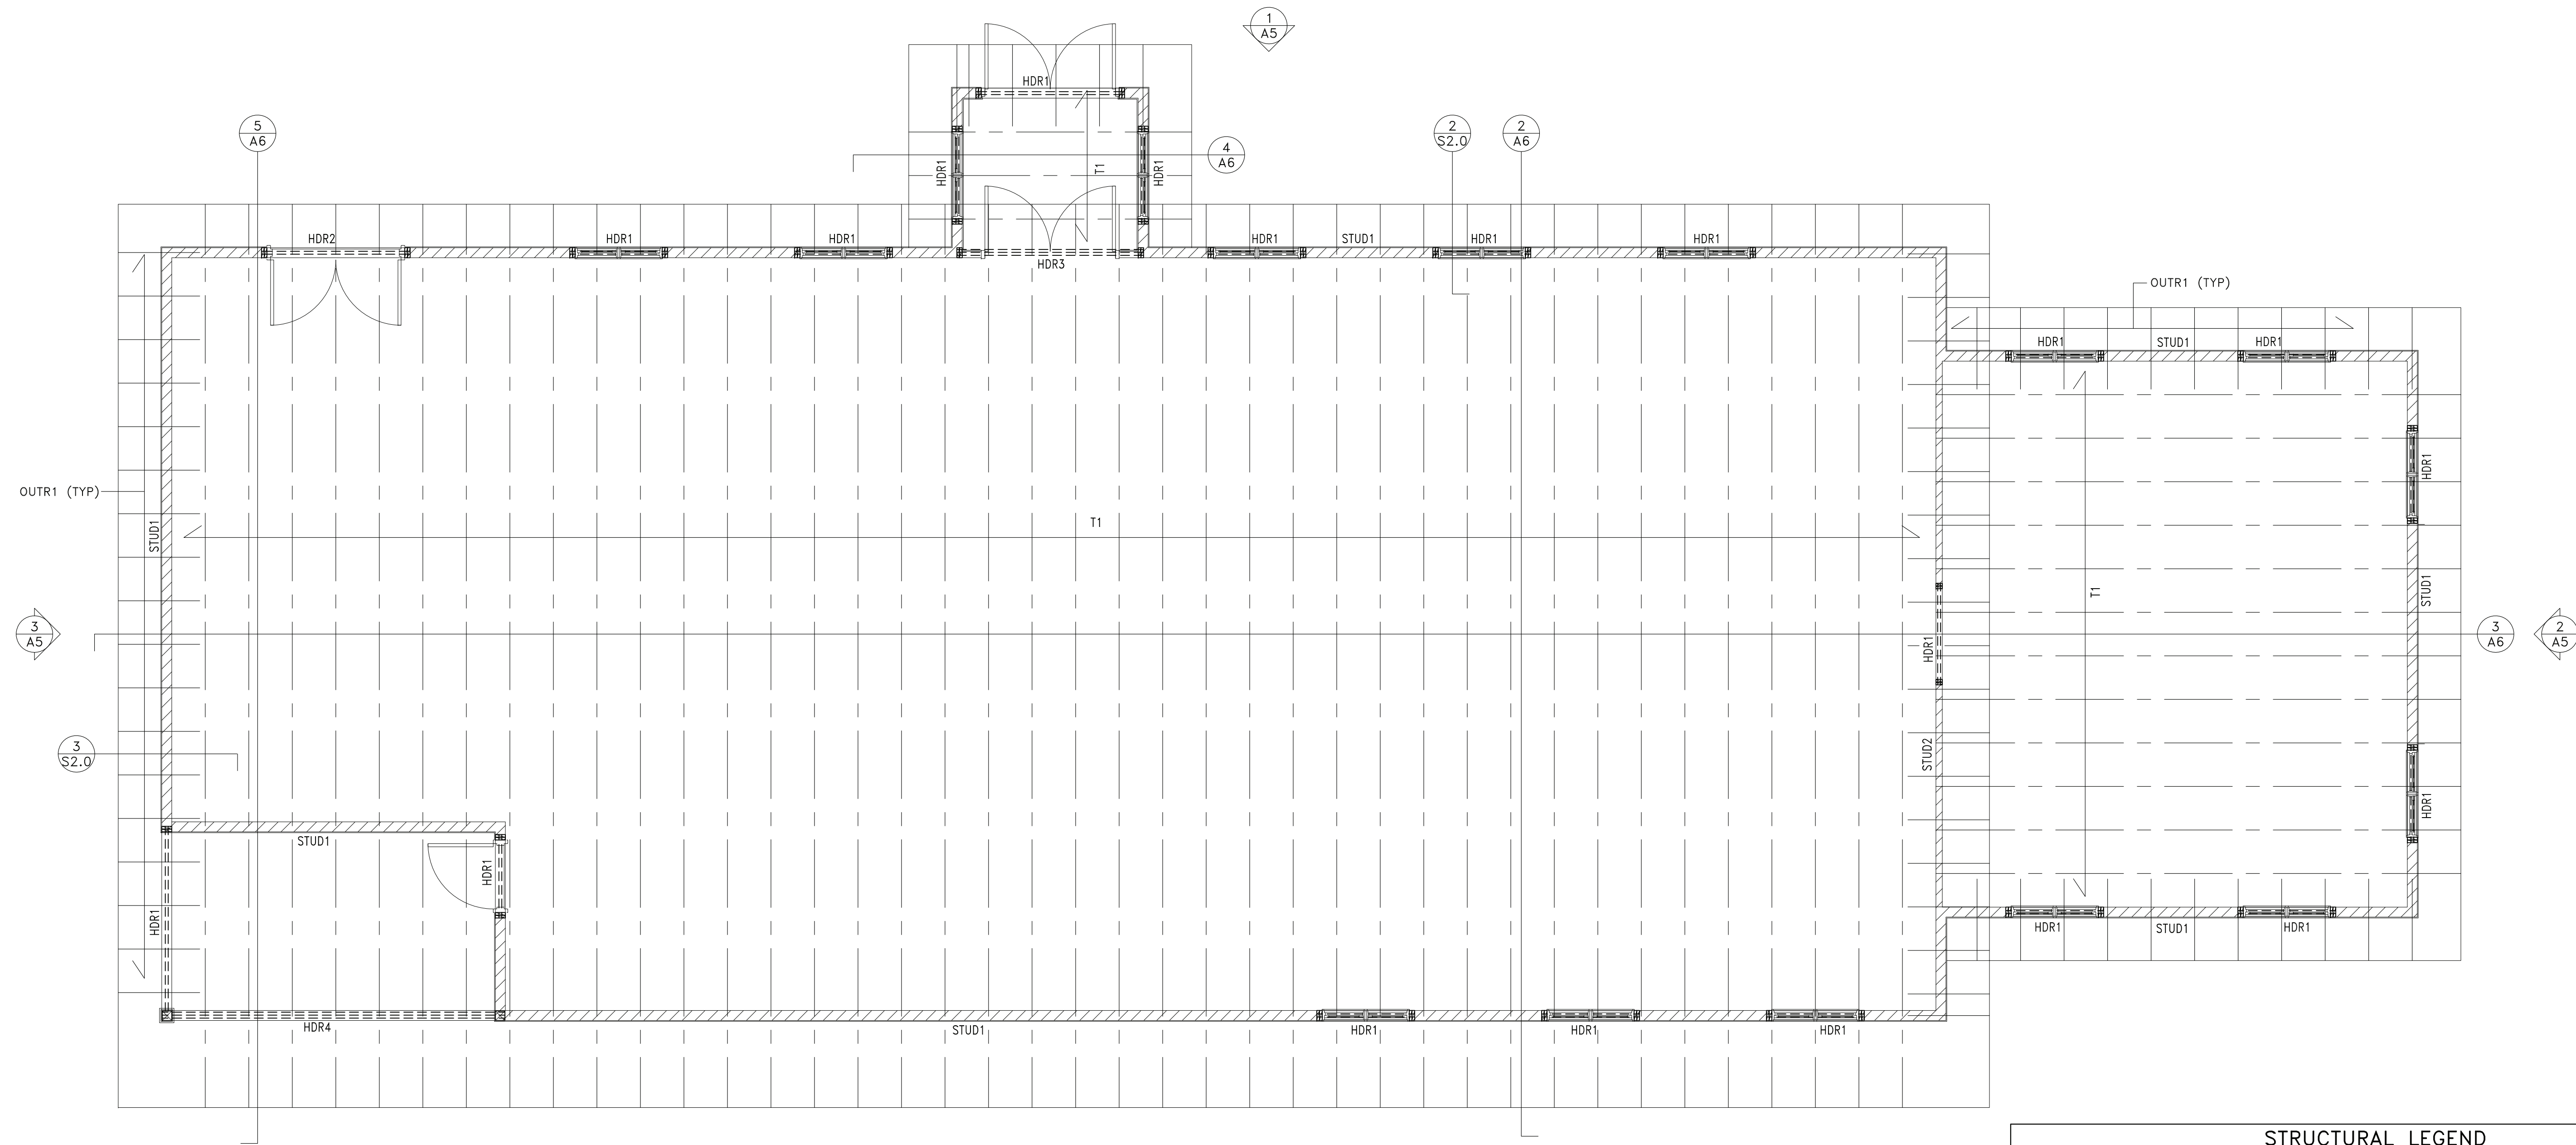 1
A5
HDR1
5
A6
2
S2.0
2
A6
4
A6
HDR1
T1
HDR1
HDR2
HDR1
HDR1
HDR3
HDR1
STUD1
HDR1
HDR1
OUTR1 (TYP)
HDR1
STUD1
HDR1
HDR1
OUTR1 (TYP)
STUD1
T1
T1
STUD1
3
A5
HDR1
3
A6
2
A5
3
S2.0
STUD2
HDR1
STUD1
HDR1
HDR1
HDR4
STUD1
HDR1
HDR1
HDR1
HDR1
STUD1
HDR1
STRUCTURAL LEGEND